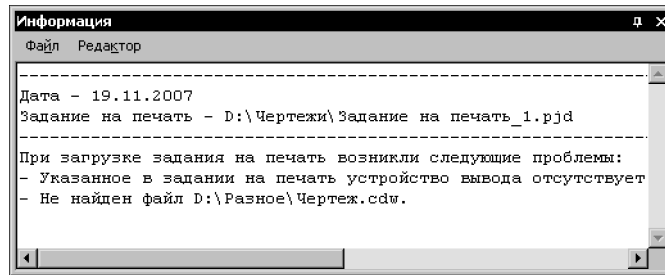 Информация
Файл Редактор
--------------------------------------------------------------
Дата - 19.11.2007
Задание на печать - D:\Чертежи\Задание на печать_1.pjd
--------------------------------------------------------------
При загрузке задания на печать возникли следующие проблемы:
- Указанное в задании на печать устройство вывода отсутствует
- Не найден файл D:\Разное\Чертеж.cdw.